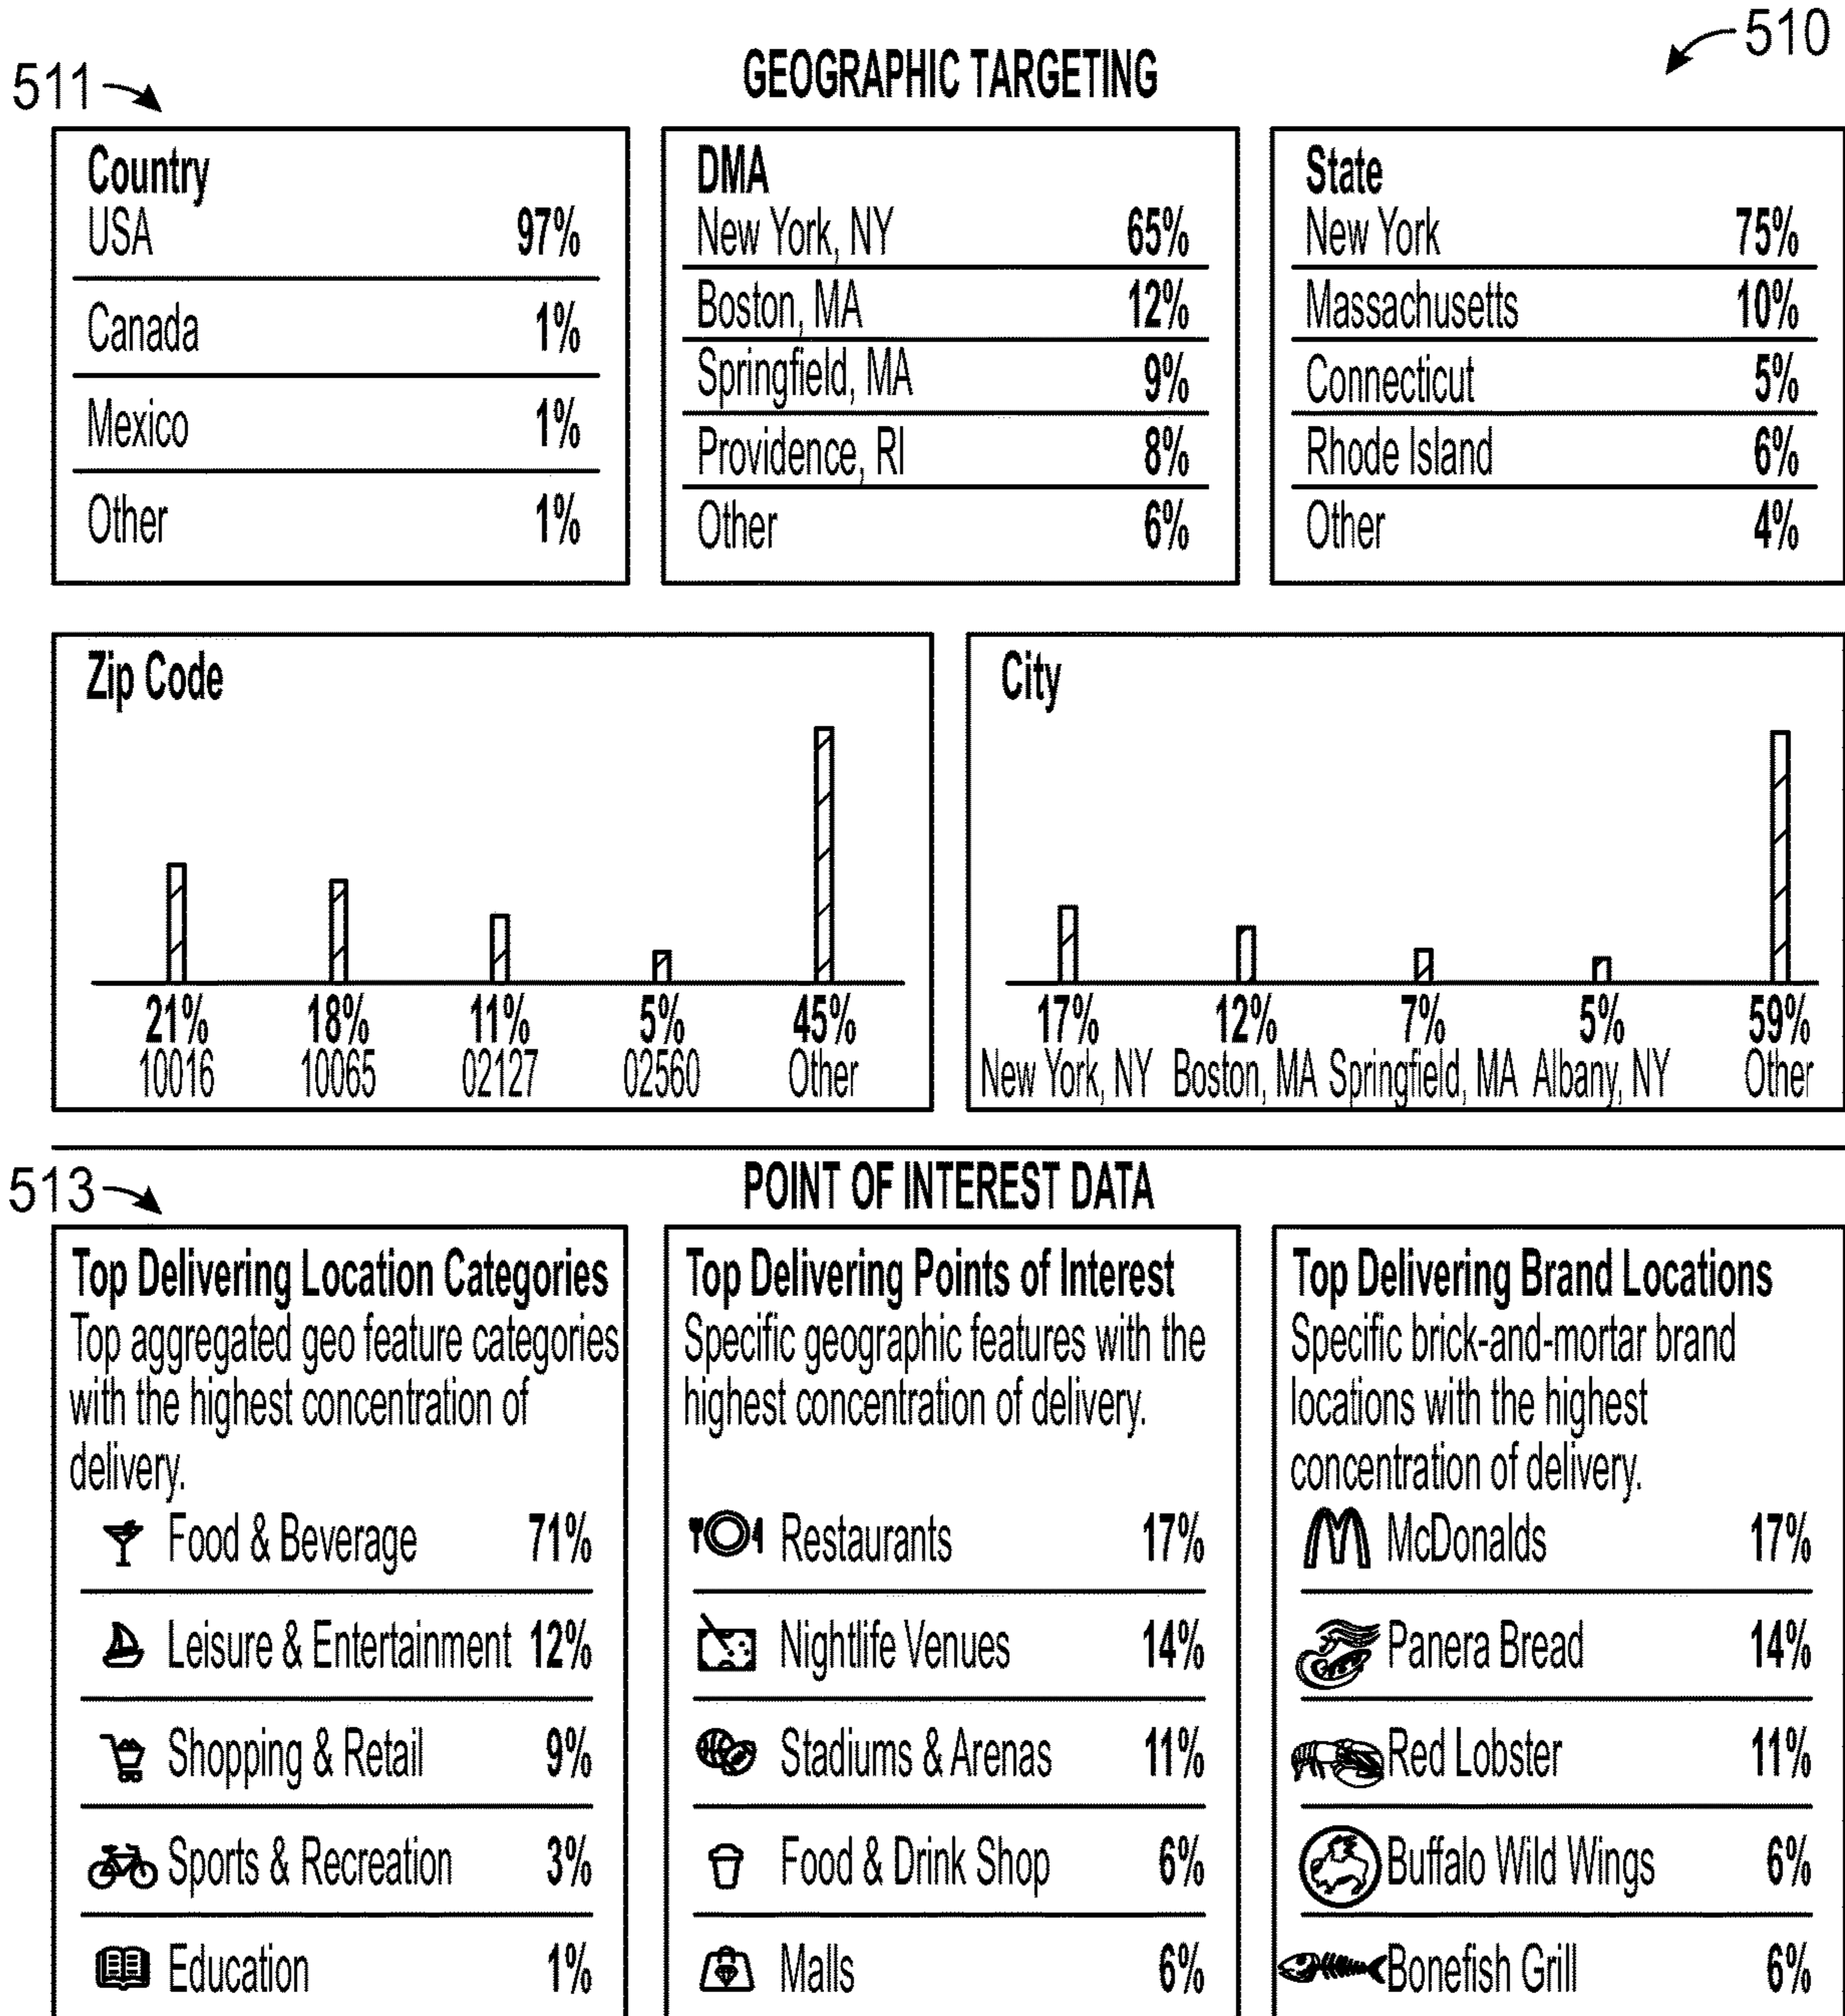 510
511
GEOGRAPHIC TARGETING
Country
USA 97%
Canada 1%
Mexico 1%
Other 1%
DMA
New York, NY 65%
Boston, MA 12%
Springfield, MA 9%
Providence, RI 8%
Other 6%
State
New York 75%
Massachusetts 10%
Connecticut 5%
Rhode Island 6%
Other 4%
Zip Code
21% 18% 11% 5% 45%
10016 10065 02127 02560 Other
City
17% 12% 7% 5% 59%
New York, NY Boston, MA Springfield, MA Albany, NY Other
513
POINT OF INTEREST DATA
Top Delivering Location Categories
Top aggregated geo feature categories
with the highest concentration of
delivery.
Food & Beverage 71%
Leisure & Entertainment 12%
Shopping & Retail 9%
Sports & Recreation 3%
Education 1%
Top Delivering Points of Interest
Specific geographic features with the
highest concentration of delivery.
Restaurants 17%
Nightlife Venues 14%
Stadiums & Arenas 11%
Food & Drink Shop 6%
Malls 6%
Top Delivering Brand Locations
Specific brick-and-mortar brand
locations with the highest
concentration of delivery.
McDonalds 17%
Panera Bread 14%
Red Lobster 11%
Buffalo Wild Wings 6%
Bonefish Grill 6%